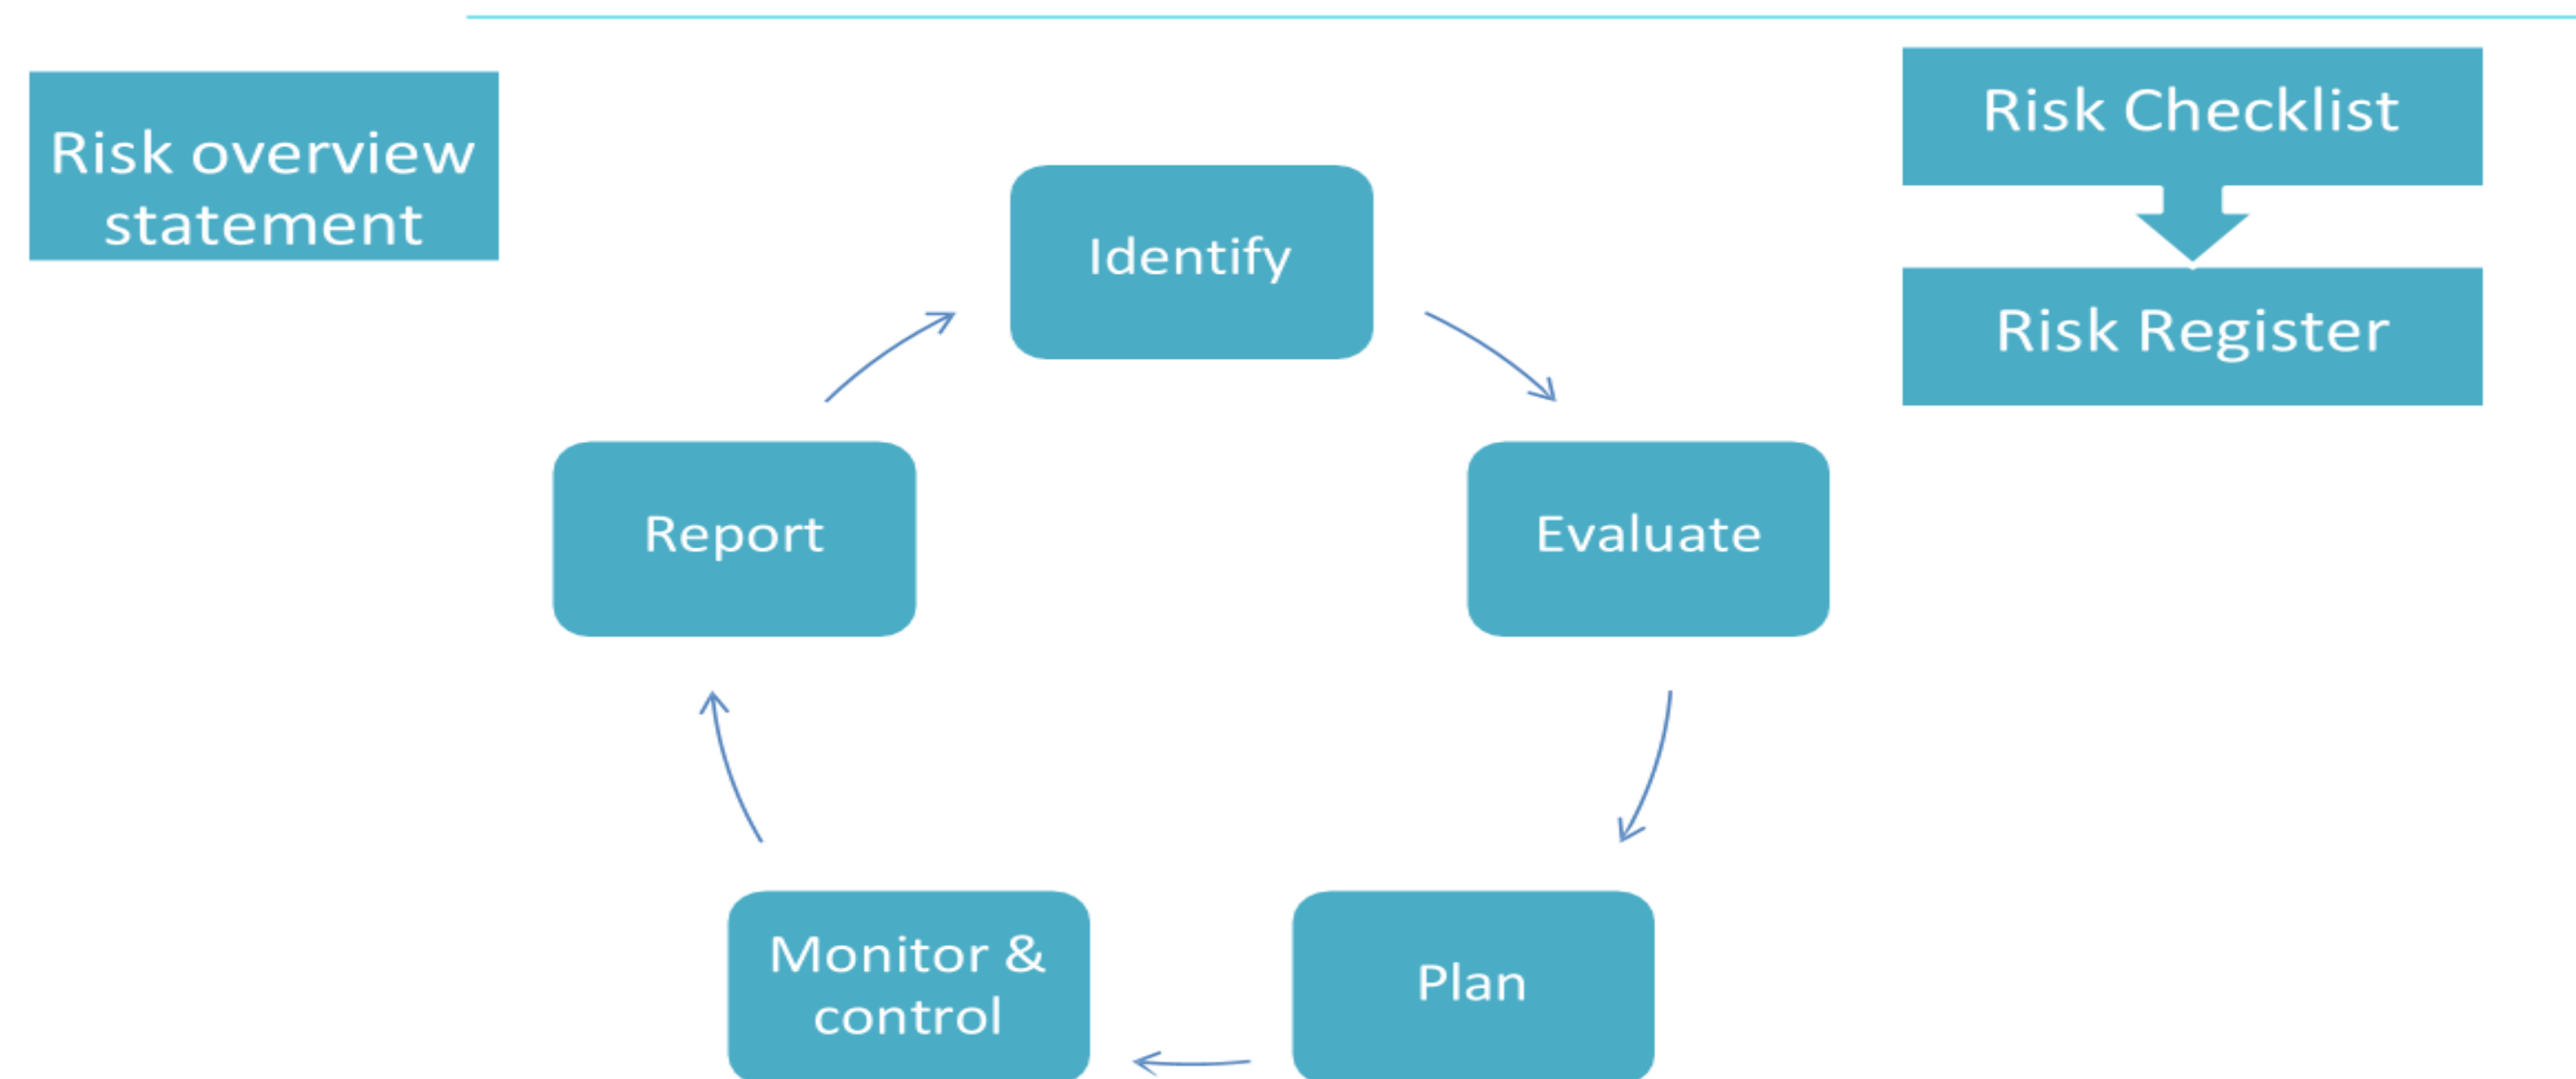 Risk overview
statement
Risk Checklist
Risk Register
Identify
Evaluate
Plan
Monitor &
control
Report